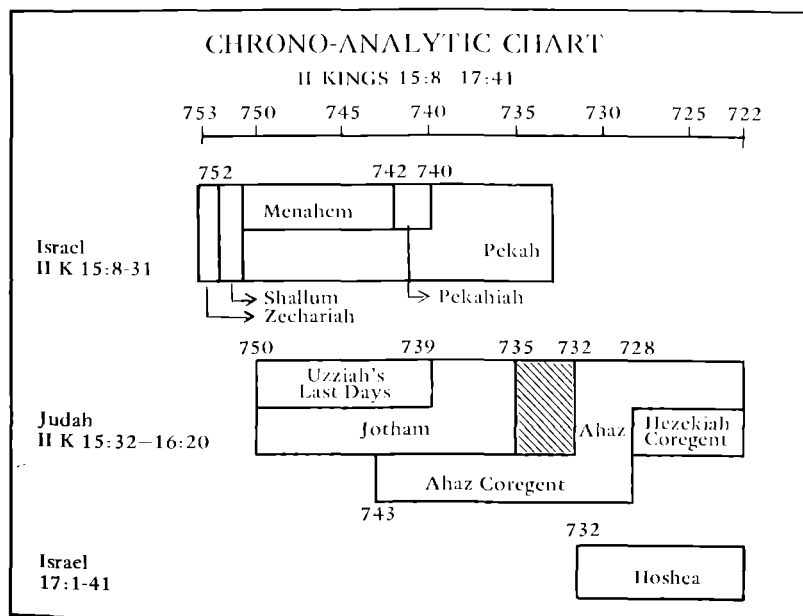 CHRONO-ANALYTIC CHART
II KINGS 15:8 17:41
753 750 745 740 735 730 725 722
752 742 740
Menahem
Israel
II K 15:8-31
Pekah
Shallum
Pekahiah
Zechariah
750 739 735 732 728
Uzziah's
Last Days
Judah
II K 15:32—16:20
Jotham
Ahaz
Hezekiah
Coregent
Ahaz Coregent
743
732
Israel
17:1-41
Hoshea